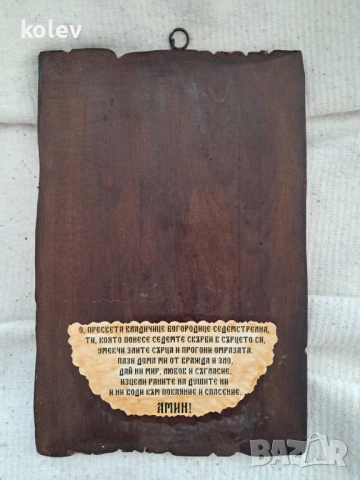 kolev
О, ПРЕСВЕТА ВЛАДИЧИЦЕ БОГОРОДИЦЕ СЕДЕМСТРЕЛНА,
ТИ, КОЯТО ПОНЕСЕ СЕДЕМТЕ СКЪРБИ В СЪРЦЕТО СИ,
УМЕКЧИ ЗЛИТЕ СЪРЦА И ПРОГОНИ ОМРАЗАТА.
ПАЗИ ДОМА МИ ОТ ВРАЖДА И ЗЛО,
ДАЙ НИ МИР, ЛЮБОВ И СЪГЛАСИЕ,
ИЗЦЕЛИ РАНИТЕ НА ДУШИТЕ НИ
И НИ ВОДИ КЪМ ПОКАЯНИЕ И СПАСЕНИЕ.
АМИН!
BAZAR